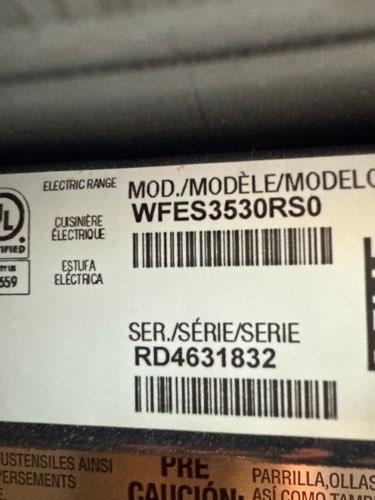 ELECTRIC RANGE
MOD./MODÈLE/MODELO
WFES3530RS0
CUISINIÈRE
ÉLECTRIQUE
ESTUFA
ELÉCTRICA
UL
SER./SÉRIE/SERIE
RD4631832
USTENSILES AINSI
VERSEMENTS
PRE
CAUCIÓN:
PARRILLA,OLLAS
ASÍ COMO TAMB